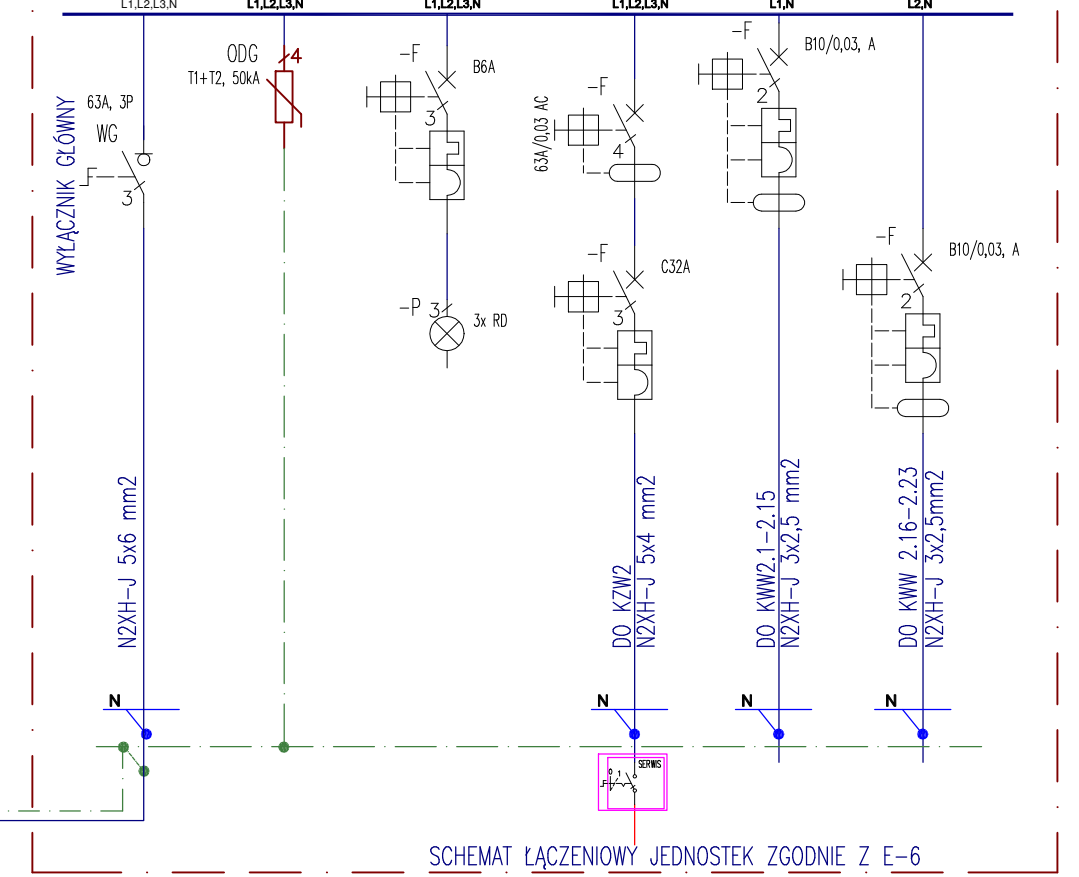 L1,L2,L3,N
L1,L2,L3,N
L1,L2,L3,N
L1,L2,L3,N
L1,N
L2,N
WYŁĄCZNIK GŁÓWNY
63A, 3P
WG
3
N2XH-J 5x6 mm2
N
ODG
4
T1+T2, 50kA
-F
B6A
3
-P
3
3x RD
63A/0,03 AC
-F
4
-F
C32A
3
DO KZW2
N2XH-J 5x4 mm2
N
SERWIS
0
1
-F
B10/0,03, A
2
DO KWW2.1-2.15
N2XH-J 3x2,5 mm2
N
-F
B10/0,03, A
2
DO KWW 2.16-2.23
N2XH-J 3x2,5mm2
N
SCHEMAT ŁĄCZENIOWY JEDNOSTEK ZGODNIE Z E-6